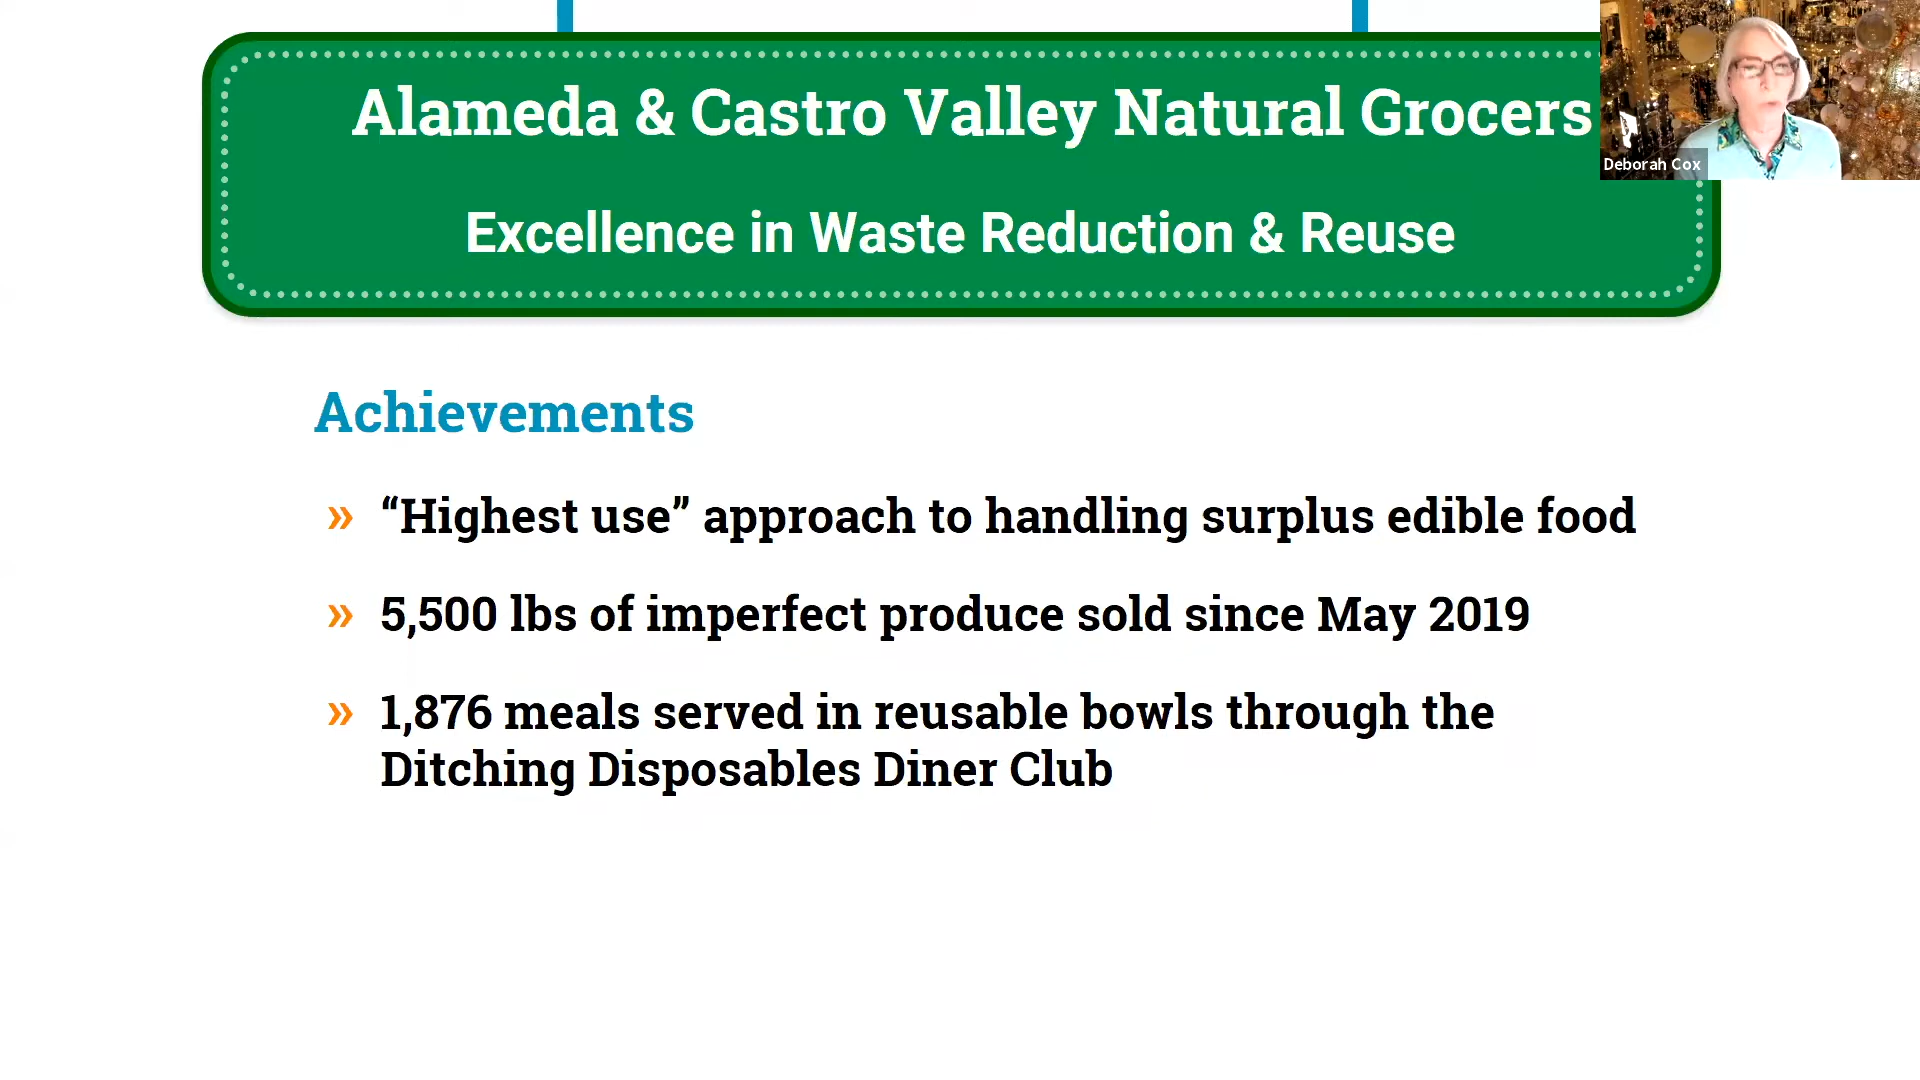 Alameda & Castro Valley Natural Grocers
Deborah Cox
Excellence in Waste Reduction & Reuse
Achievements
» “Highest use” approach to handling surplus edible food
» 5,500 lbs of imperfect produce sold since May 2019
» 1,876 meals served in reusable bowls through the
Ditching Disposables Diner Club